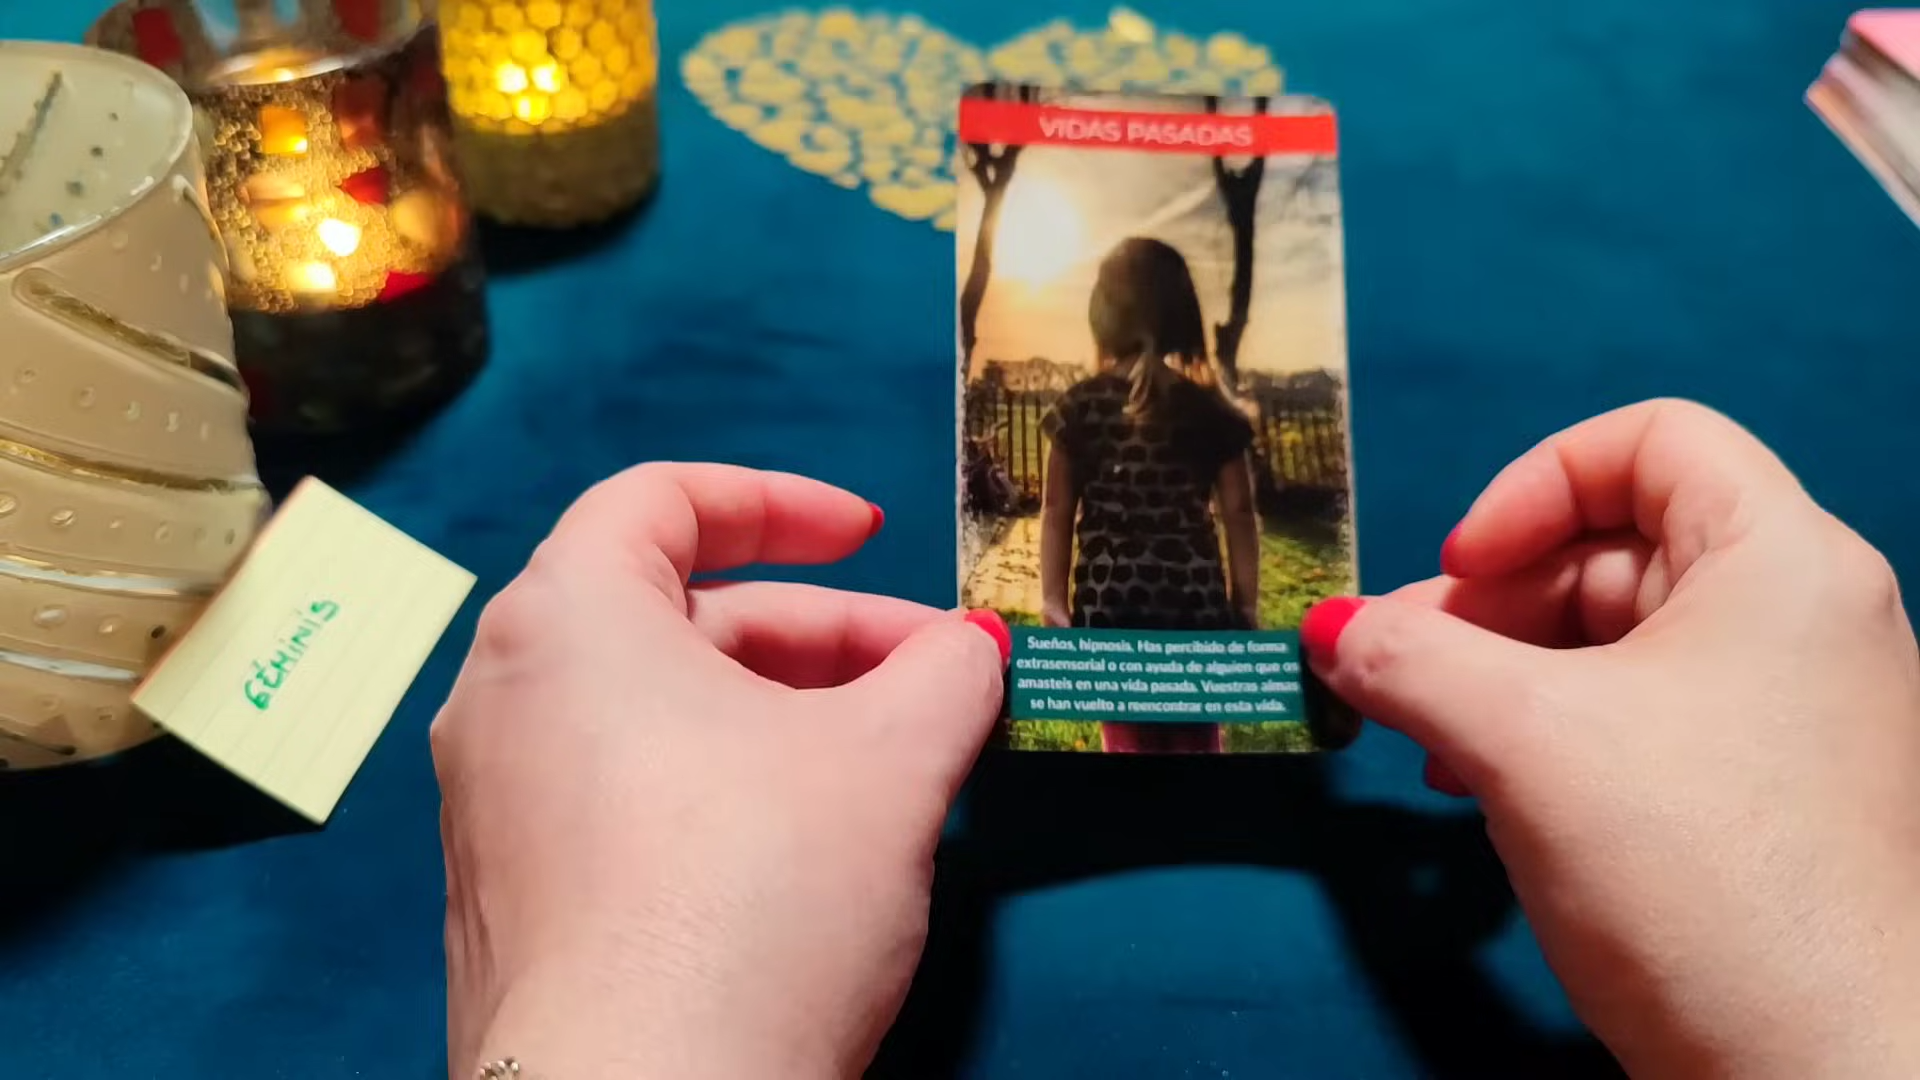 VIDAS PASADAS
Sueños, hipnosis. Has percibido de forma
extrasensorial o con ayuda de alguien que os
amasteis en una vida pasada. Vuestras almas
se han vuelto a reencontrar en esta vida.
GÉMINIS